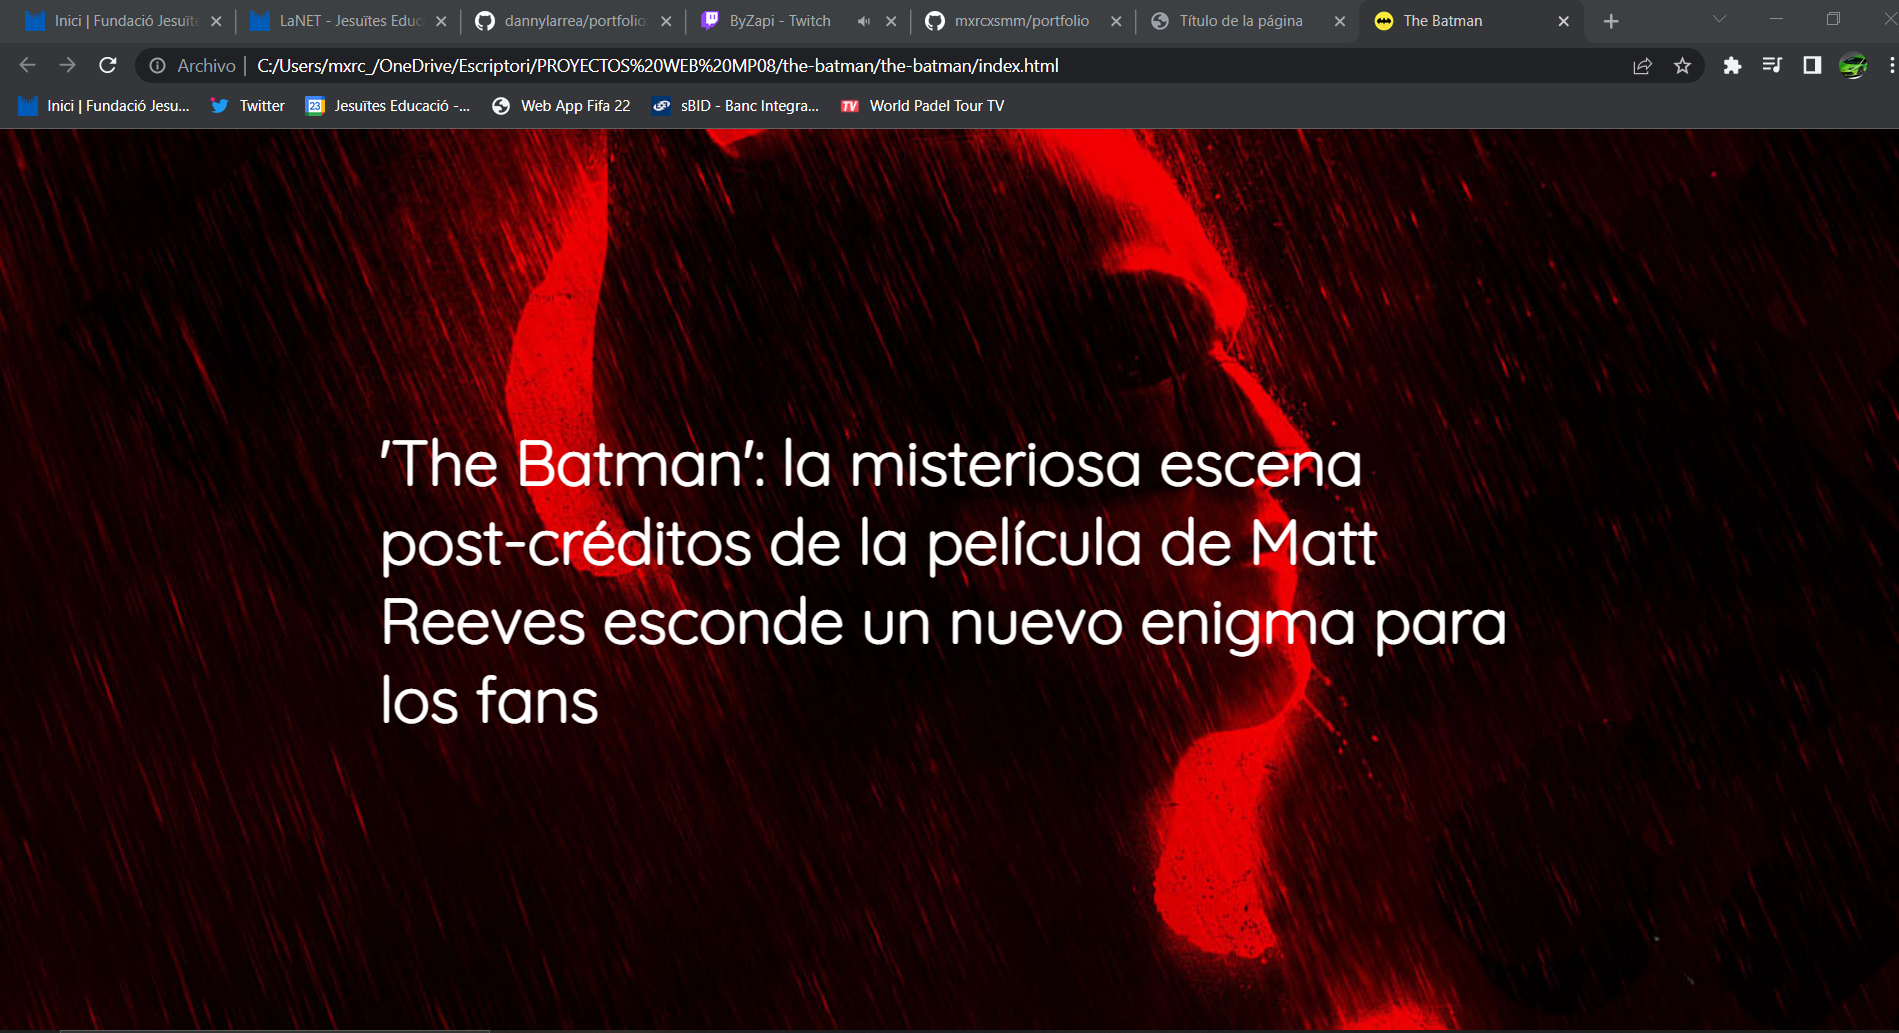 Inici | Fundació Jesuït
LaNET - Jesuïtes Educ
dannylarrea/portfolio
ByZapi - Twitch
mxrcxsmm/portfolio
Título de la página
The Batman
Archivo
C:/Users/mxrc_/OneDrive/Escriptori/PROYECTOS%20WEB%20MP08/the-batman/the-batman/index.html
Inici | Fundació Jesu...
Twitter
23
Jesuïtes Educació -...
Web App Fifa 22
sBID - Banc Integra...
TV
World Padel Tour TV
'The Batman': la misteriosa escena
post-créditos de la película de Matt
Reeves esconde un nuevo enigma para
los fans